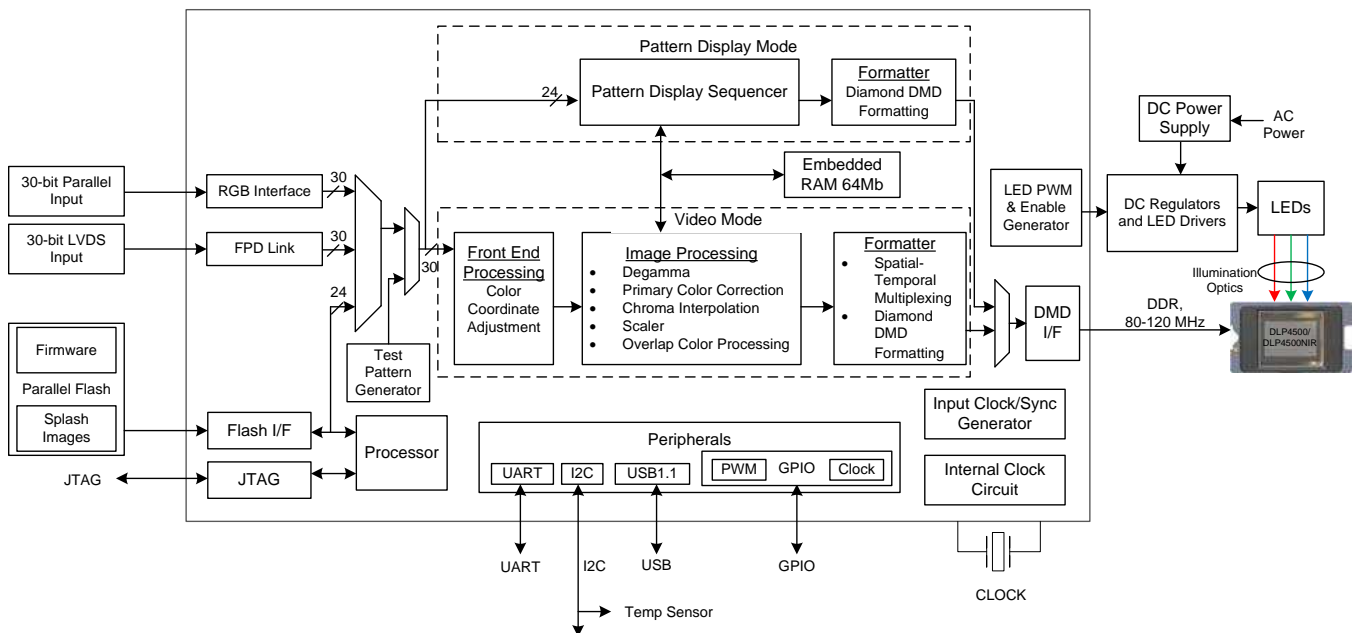 Pattern Display Mode
24
Pattern Display Sequencer
Formatter
Diamond DMD
Formatting
DC Power
Supply
AC
Power
30-bit Parallel
Input
RGB Interface
30
Embedded
RAM 64Mb
LED PWM
& Enable
Generator
DC Regulators
and LED Drivers
LEDs
30-bit LVDS
Input
FPD Link
30
30
Video Mode
Front End
Processing
Color
Coordinate
Adjustment
Image Processing
• Degamma
• Primary Color Correction
• Chroma Interpolation
• Scaler
• Overlap Color Processing
Formatter
• Spatial-
Temporal
Multiplexing
• Diamond
DMD
Formatting
DMD
I/F
Illumination
Optics
DDR,
80-120 MHz
DLP4500/
DLP4500NIR
24
Firmware
Parallel Flash
Splash
Images
Test
Pattern
Generator
Flash I/F
Processor
JTAG
JTAG
Peripherals
UART
I2C
USB1.1
PWM
GPIO
Clock
Input Clock/Sync
Generator
Internal Clock
Circuit
UART
I2C
USB
GPIO
CLOCK
Temp Sensor